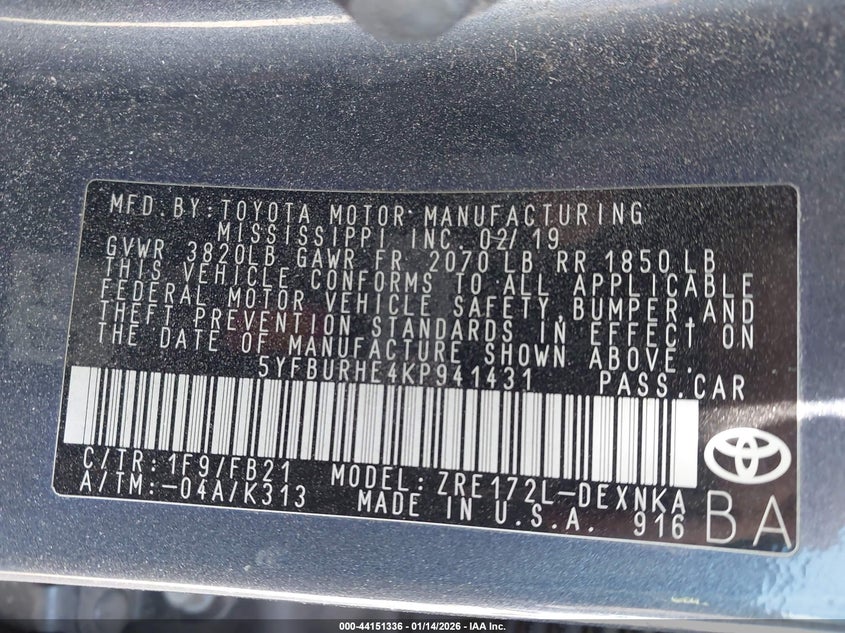 MFD.BY:TOYOTA MOTOR MANUFACTURING
MISSISSIPPI INC. 02/19
GVWR 3820LB GAWR FR 2070 LB RR 1850 LB
THIS VEHICLE CONFORMS TO ALL APPLICABLE
FEDERAL MOTOR VEHICLE SAFETY,BUMPER,AND
THEFT PREVENTION STANDARDS IN EFFECT ON
THE DATE OF MANUFACTURE SHOWN ABOVE.
5YFBURHE4KP941431 PASS.CAR
C/TR:1F9/FB21 MODEL:ZRE172L-DEXNKA
A/TM:-04A/K313 MADE IN U.S.A. 916 BA
000-44151336 - 01/14/2026 - IAA Inc.